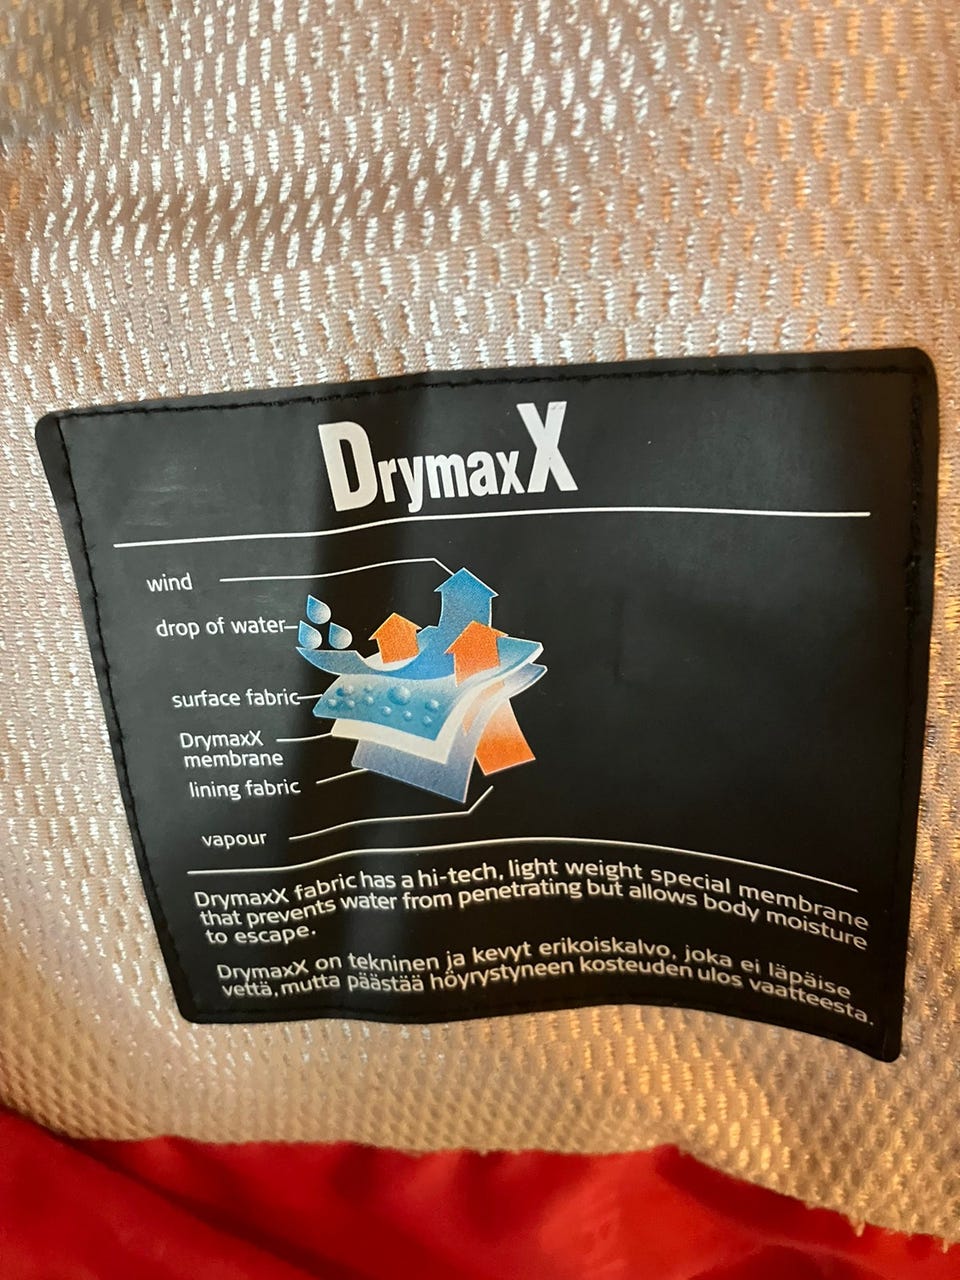 DrymaxX
wind
drop of water
surface fabric
DrymaxX
membrane
lining fabric
vapour
DrymaxX fabric has a hi-tech, light weight special membrane
that prevents water from penetrating but allows body moisture
to escape.
DrymaxX on tekninen ja kevyt erikoiskalvo, joka ei läpäise
vettä, mutta päästää höyrystyneen kosteuden ulos vaatteesta.